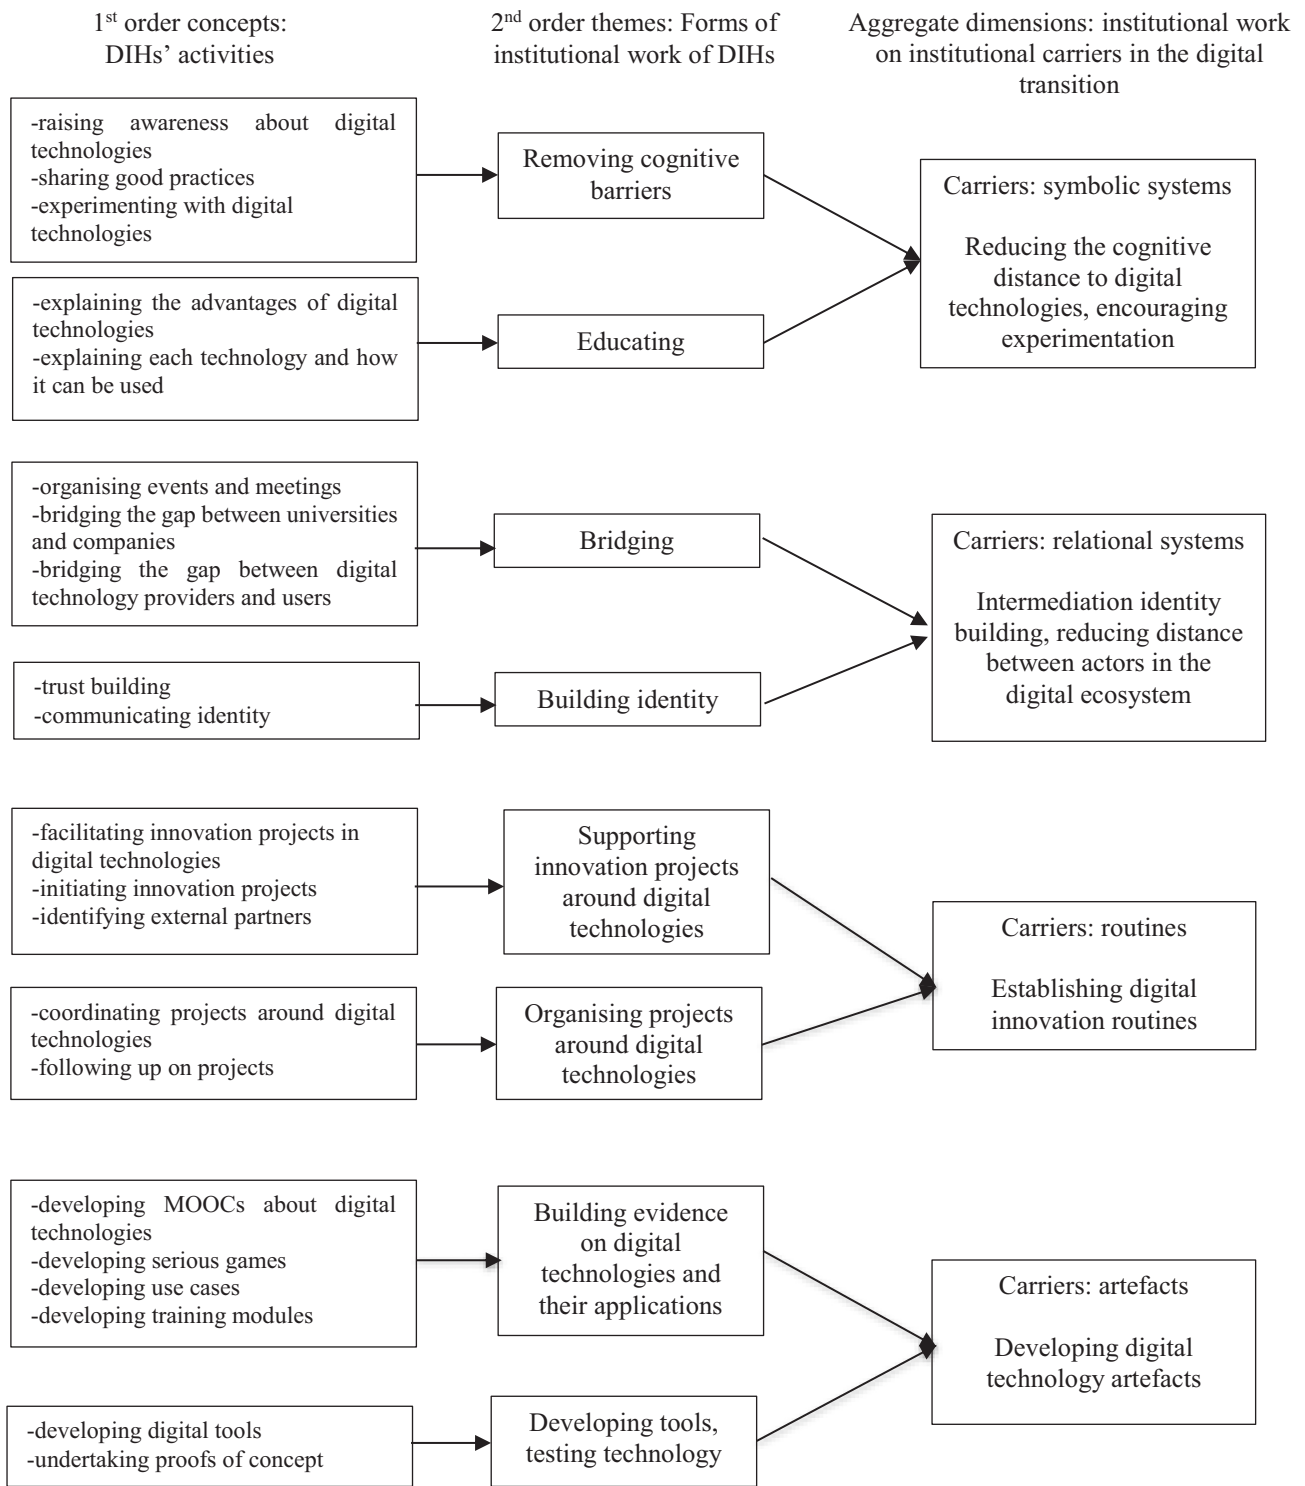 1st order concepts:
DIHs’ activities
2nd order themes: Forms of
institutional work of DIHs
Aggregate dimensions: institutional work
on institutional carriers in the digital
transition
-raising awareness about digital
technologies
-sharing good practices
-experimenting with digital
technologies
Removing cognitive
barriers
Carriers: symbolic systems
Reducing the cognitive
distance to digital
technologies, encouraging
experimentation
-explaining the advantages of digital
technologies
-explaining each technology and how
it can be used
Educating
-organising events and meetings
-bridging the gap between universities
and companies
-bridging the gap between digital
technology providers and users
Bridging
Carriers: relational systems
Intermediation identity
building, reducing distance
between actors in the
digital ecosystem
-trust building
-communicating identity
Building identity
-facilitating innovation projects in
digital technologies
-initiating innovation projects
-identifying external partners
Supporting
innovation projects
around digital
technologies
Carriers: routines
Establishing digital
innovation routines
-coordinating projects around digital
technologies
-following up on projects
Organising projects
around digital
technologies
-developing MOOCs about digital
technologies
-developing serious games
-developing use cases
-developing training modules
Building evidence
on digital
technologies and
their applications
Carriers: artefacts
Developing digital
technology artefacts
-developing digital tools
-undertaking proofs of concept
Developing tools,
testing technology